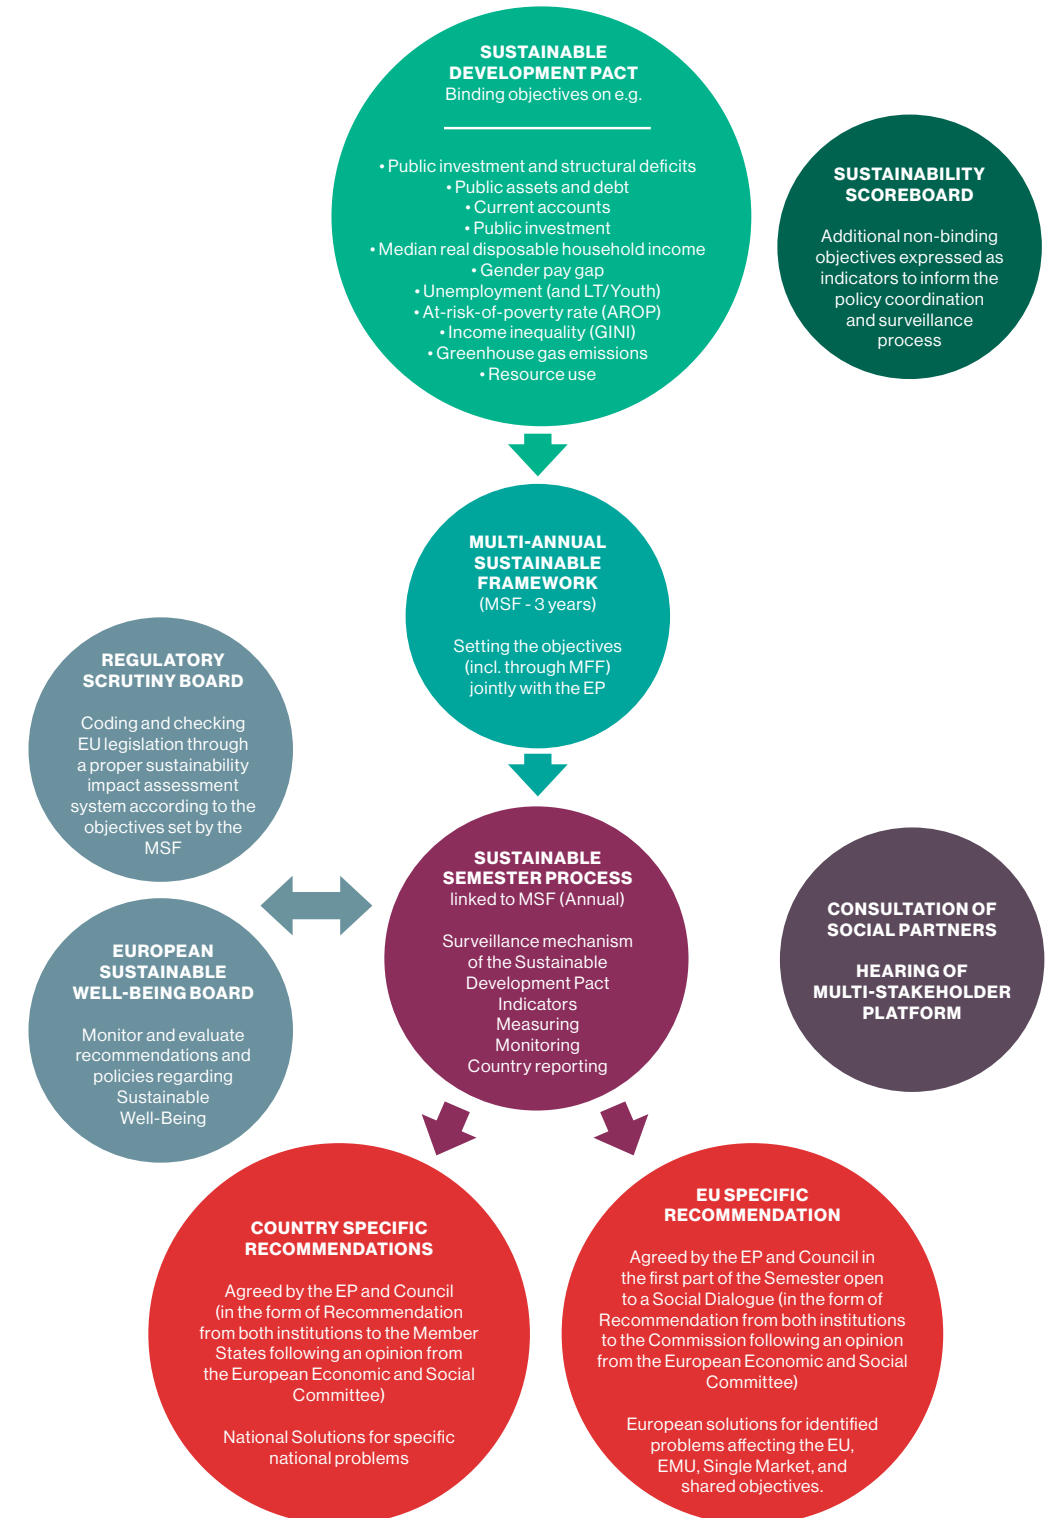 SUSTAINABLE
DEVELOPMENT PACT
Binding objectives on e.g.
• Public investment and structural deficits
• Public assets and debt
• Current accounts
• Public investment
• Median real disposable household income
• Gender pay gap
• Unemployment (and LT/Youth)
• At-risk-of-poverty rate (AROP)
• Income inequality (GINI)
• Greenhouse gas emissions
• Resource use
SUSTAINABILITY
SCOREBOARD
Additional non-binding
objectives expressed as
indicators to inform the
policy coordination
and surveillance
process
MULTI-ANNUAL
SUSTAINABLE
FRAMEWORK
(MSF - 3 years)
Setting the objectives
(incl. through MFF)
jointly with the EP
REGULATORY
SCRUTINY BOARD
Coding and checking
EU legislation through
a proper sustainability
impact assessment
system according to the
objectives set by the
MSF
SUSTAINABLE
SEMESTER PROCESS
linked to MSF (Annual)
Surveillance mechanism
of the Sustainable
Development Pact
Indicators
Measuring
Monitoring
Country reporting
CONSULTATION OF
SOCIAL PARTNERS
HEARING OF
MULTI-STAKEHOLDER
PLATFORM
EUROPEAN
SUSTAINABLE
WELL-BEING BOARD
Monitor and evaluate
recommendations and
policies regarding
Sustainable
Well-Being
COUNTRY SPECIFIC
RECOMMENDATIONS
Agreed by the EP and Council
(in the form of Recommendation
from both institutions to the Member
States following an opinion from
the European Economic and Social
Committee)
National Solutions for specific
national problems
EU SPECIFIC
RECOMMENDATION
Agreed by the EP and Council in
the first part of the Semester open
to a Social Dialogue (in the form of
Recommendation from both institutions
to the Commission following an opinion
from the European Economic and Social
Committee)
European solutions for identified
problems affecting the EU,
EMU, Single Market, and
shared objectives.